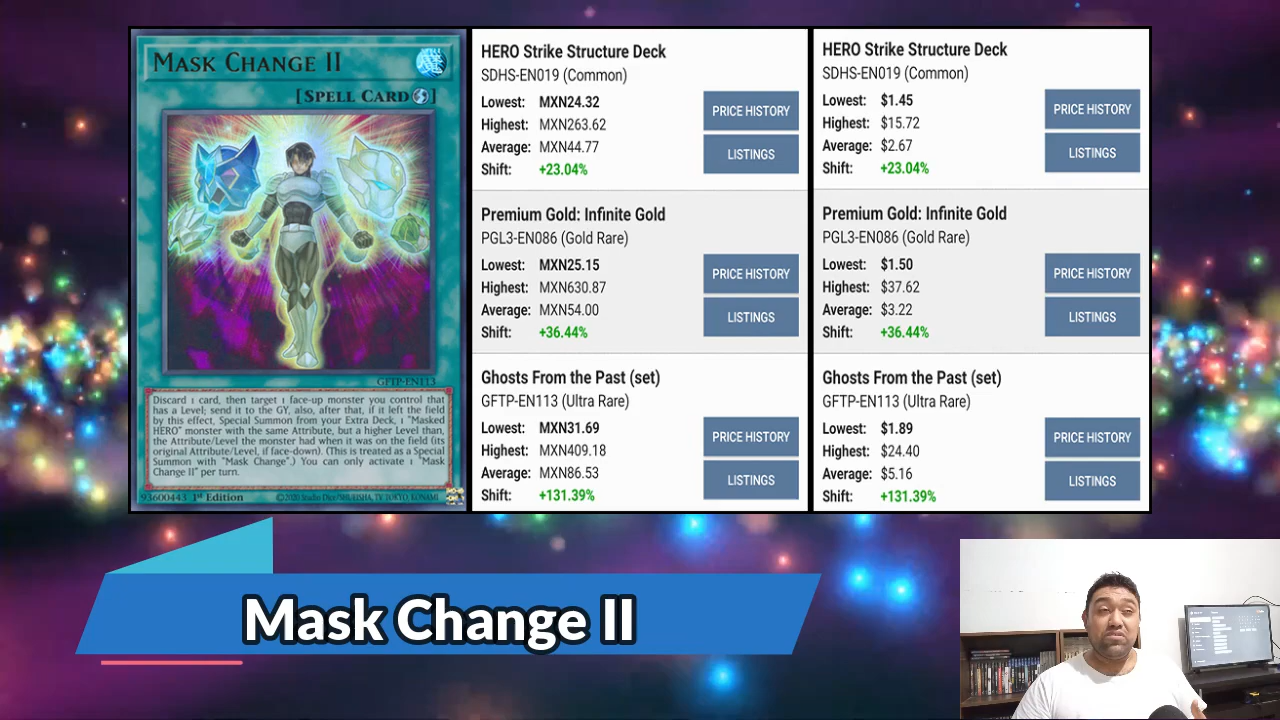 MASK CHANGE II
[SPELL CARD]
GFTP-EN113
Discard 1 card, then target 1 face-up monster you control that
has a Level; send it to the GY, also, after that, if it left the field
by this effect, Special Summon from your Extra Deck, 1 "Masked
HERO" monster with the same Attribute, but a higher Level than,
the Attribute/Level the monster had when it was on the field (its
original Attribute/Level, if face-down). (This is treated as a Special
Summon with "Mask Change".) You can only activate 1 "Mask
Change II" per turn.
93600443 1st Edition ©2020 Studio Dice/SHUEISHA, TV TOKYO, KONAMI
HERO Strike Structure Deck
SDHS-EN019 (Common)
Lowest: MXN24.32
Highest: MXN263.62
Average: MXN44.77
Shift: +23.04%
PRICE HISTORY
LISTINGS
Premium Gold: Infinite Gold
PGL3-EN086 (Gold Rare)
Lowest: MXN25.15
Highest: MXN630.87
Average: MXN54.00
Shift: +36.44%
PRICE HISTORY
LISTINGS
Ghosts From the Past (set)
GFTP-EN113 (Ultra Rare)
Lowest: MXN31.69
Highest: MXN409.18
Average: MXN86.53
Shift: +131.39%
PRICE HISTORY
LISTINGS
HERO Strike Structure Deck
SDHS-EN019 (Common)
Lowest: $1.45
Highest: $15.72
Average: $2.67
Shift: +23.04%
PRICE HISTORY
LISTINGS
Premium Gold: Infinite Gold
PGL3-EN086 (Gold Rare)
Lowest: $1.50
Highest: $37.62
Average: $3.22
Shift: +36.44%
PRICE HISTORY
LISTINGS
Ghosts From the Past (set)
GFTP-EN113 (Ultra Rare)
Lowest: $1.89
Highest: $24.40
Average: $5.16
Shift: +131.39%
PRICE HISTORY
LISTINGS
Mask Change II